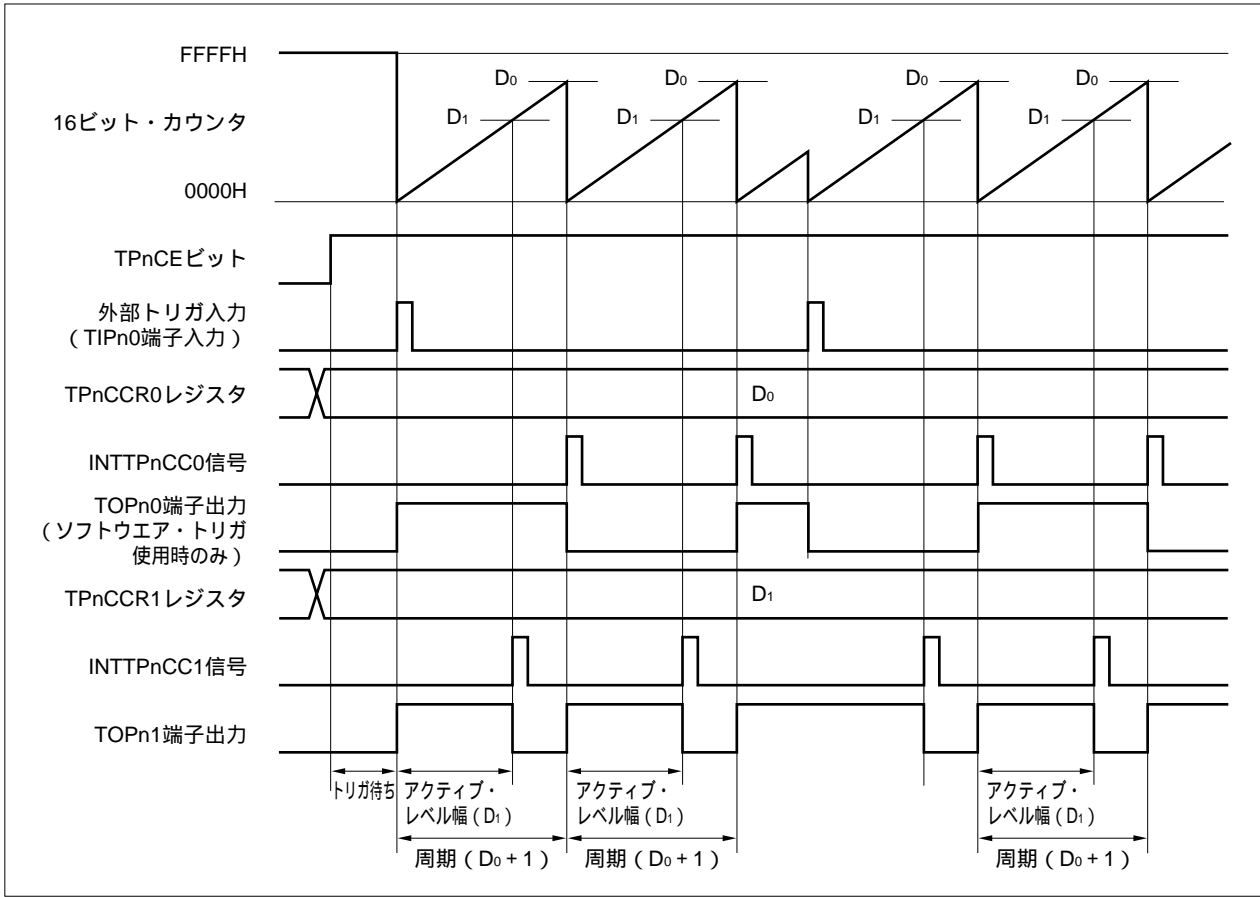 FFFFH
D0 D0 D0 D0
16ビット・カウンタ
D1 D1 D1 D1
0000H
TPnCEビット
外部トリガ入力
（TIPn0端子入力）
TPnCCR0レジスタ
D0
INTTPnCC0信号
TOPn0端子出力
（ソフトウエア・トリガ
使用時のみ）
TPnCCR1レジスタ
D1
INTTPnCC1信号
TOPn1端子出力
トリガ待ち
アクティブ・
レベル幅（D1）
アクティブ・
レベル幅（D1）
アクティブ・
レベル幅（D1）
周期（D0 + 1）
周期（D0 + 1）
周期（D0 + 1）